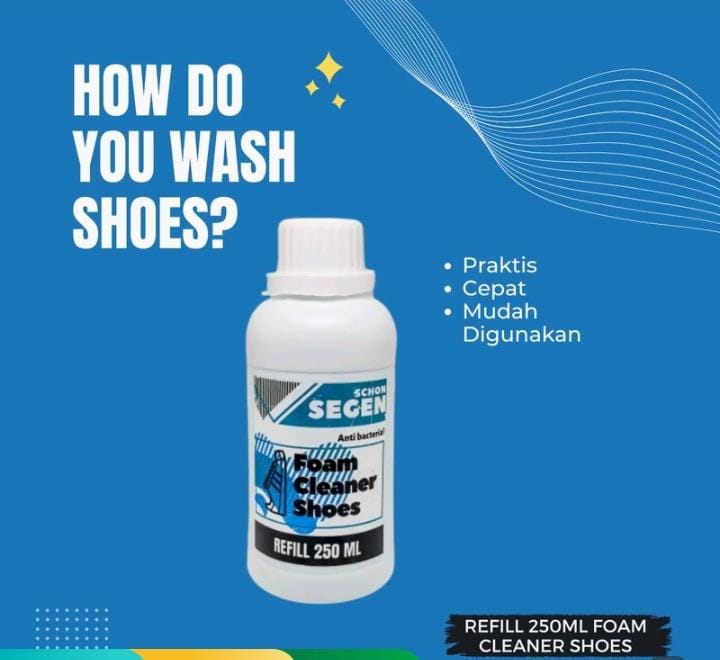 HOW DO
YOU WASH
SHOES?
Praktis
Cepat
Mudah
Digunakan
SCHON
SEGEN
Anti bacterial
Foam
Cleaner
Shoes
REFILL 250 ML
REFILL 250ML FOAM
CLEANER SHOES